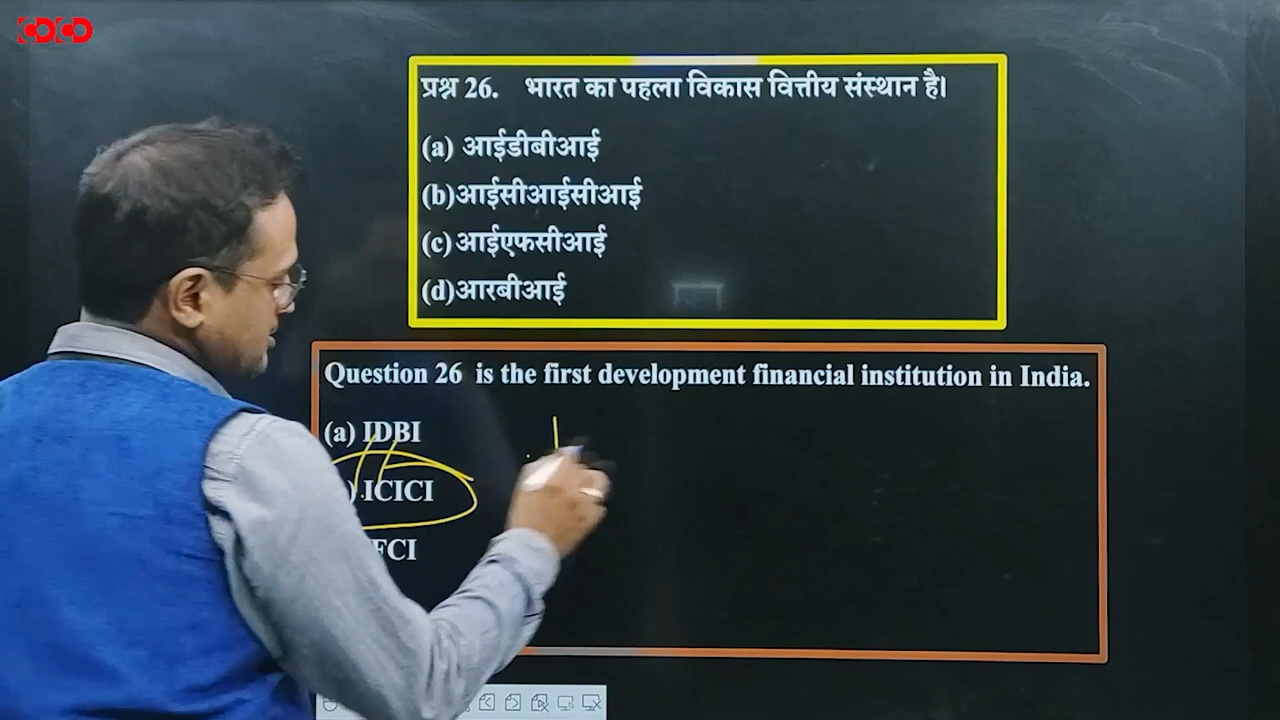 प्रश्न 26. भारत का पहला विकास वित्तीय संस्थान है।
(a) आईडीबीआई
(b)आईसीआईसीआई
(c) आईएफसीआई
(d)आरबीआई
Question 26 is the first development financial institution in India.
(a) IDBI
) ICICI
FCI